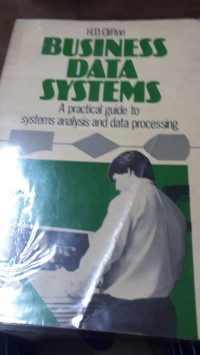 H.D. Clifton
BUSINESS
DATA
SYSTEMS
A practical guide to
systems analysis and data processing